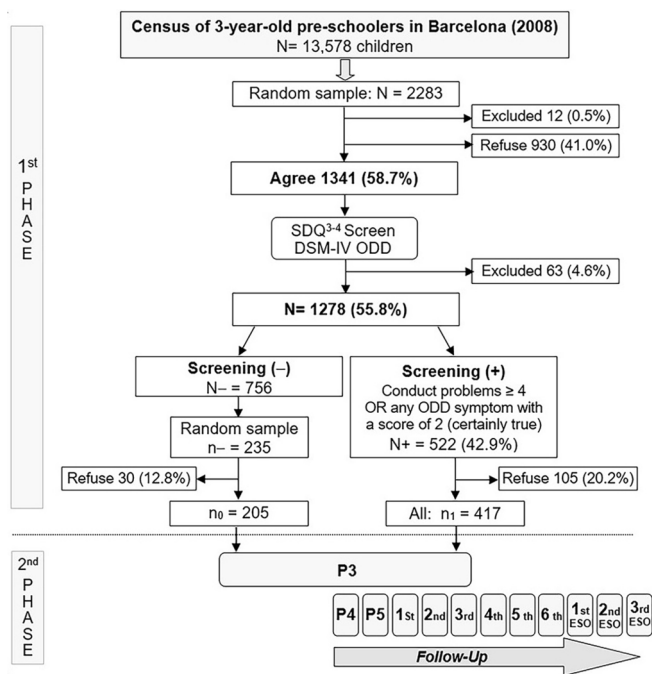 Census of 3-year-old pre-schoolers in Barcelona (2008)
N= 13,578 children
Random sample: N = 2283
Excluded 12 (0.5%)
Refuse 930 (41.0%)
Agree 1341 (58.7%)
SDQ3-4 Screen
DSM-IV ODD
Excluded 63 (4.6%)
N= 1278 (55.8%)
Screening (–)
N– = 756
Random sample
n– = 235
Refuse 30 (12.8%)
n0 = 205
Screening (+)
Conduct problems ≥ 4
OR any ODD symptom with
a score of 2 (certainly true)
N+ = 522 (42.9%)
Refuse 105 (20.2%)
All: n1 = 417
1st
P
H
A
S
E
2nd
P
H
A
S
E
P3
P4 P5 1St 2nd 3rd 4th 5th 6th 1st ESO 2nd ESO 3rd ESO
Follow-Up